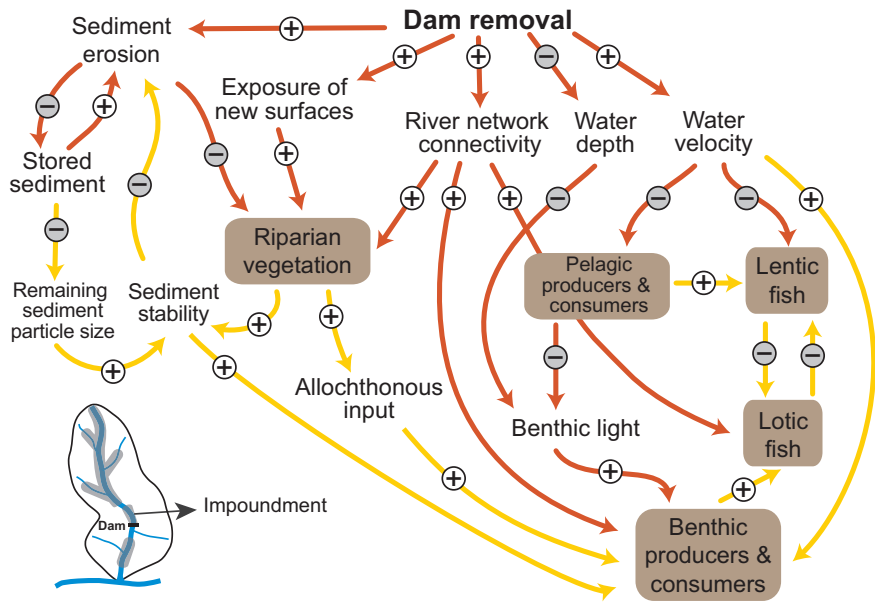 Dam removal
Sediment
erosion
Exposure of
new surfaces
River network
connectivity
Water
depth
Water
velocity
Stored
sediment
Riparian
vegetation
Pelagic
producers &
consumers
Lentic
fish
Remaining
sediment
particle size
Sediment
stability
Allochthonous
input
Benthic light
Lotic
fish
Impoundment
Dam
Benthic
producers &
consumers